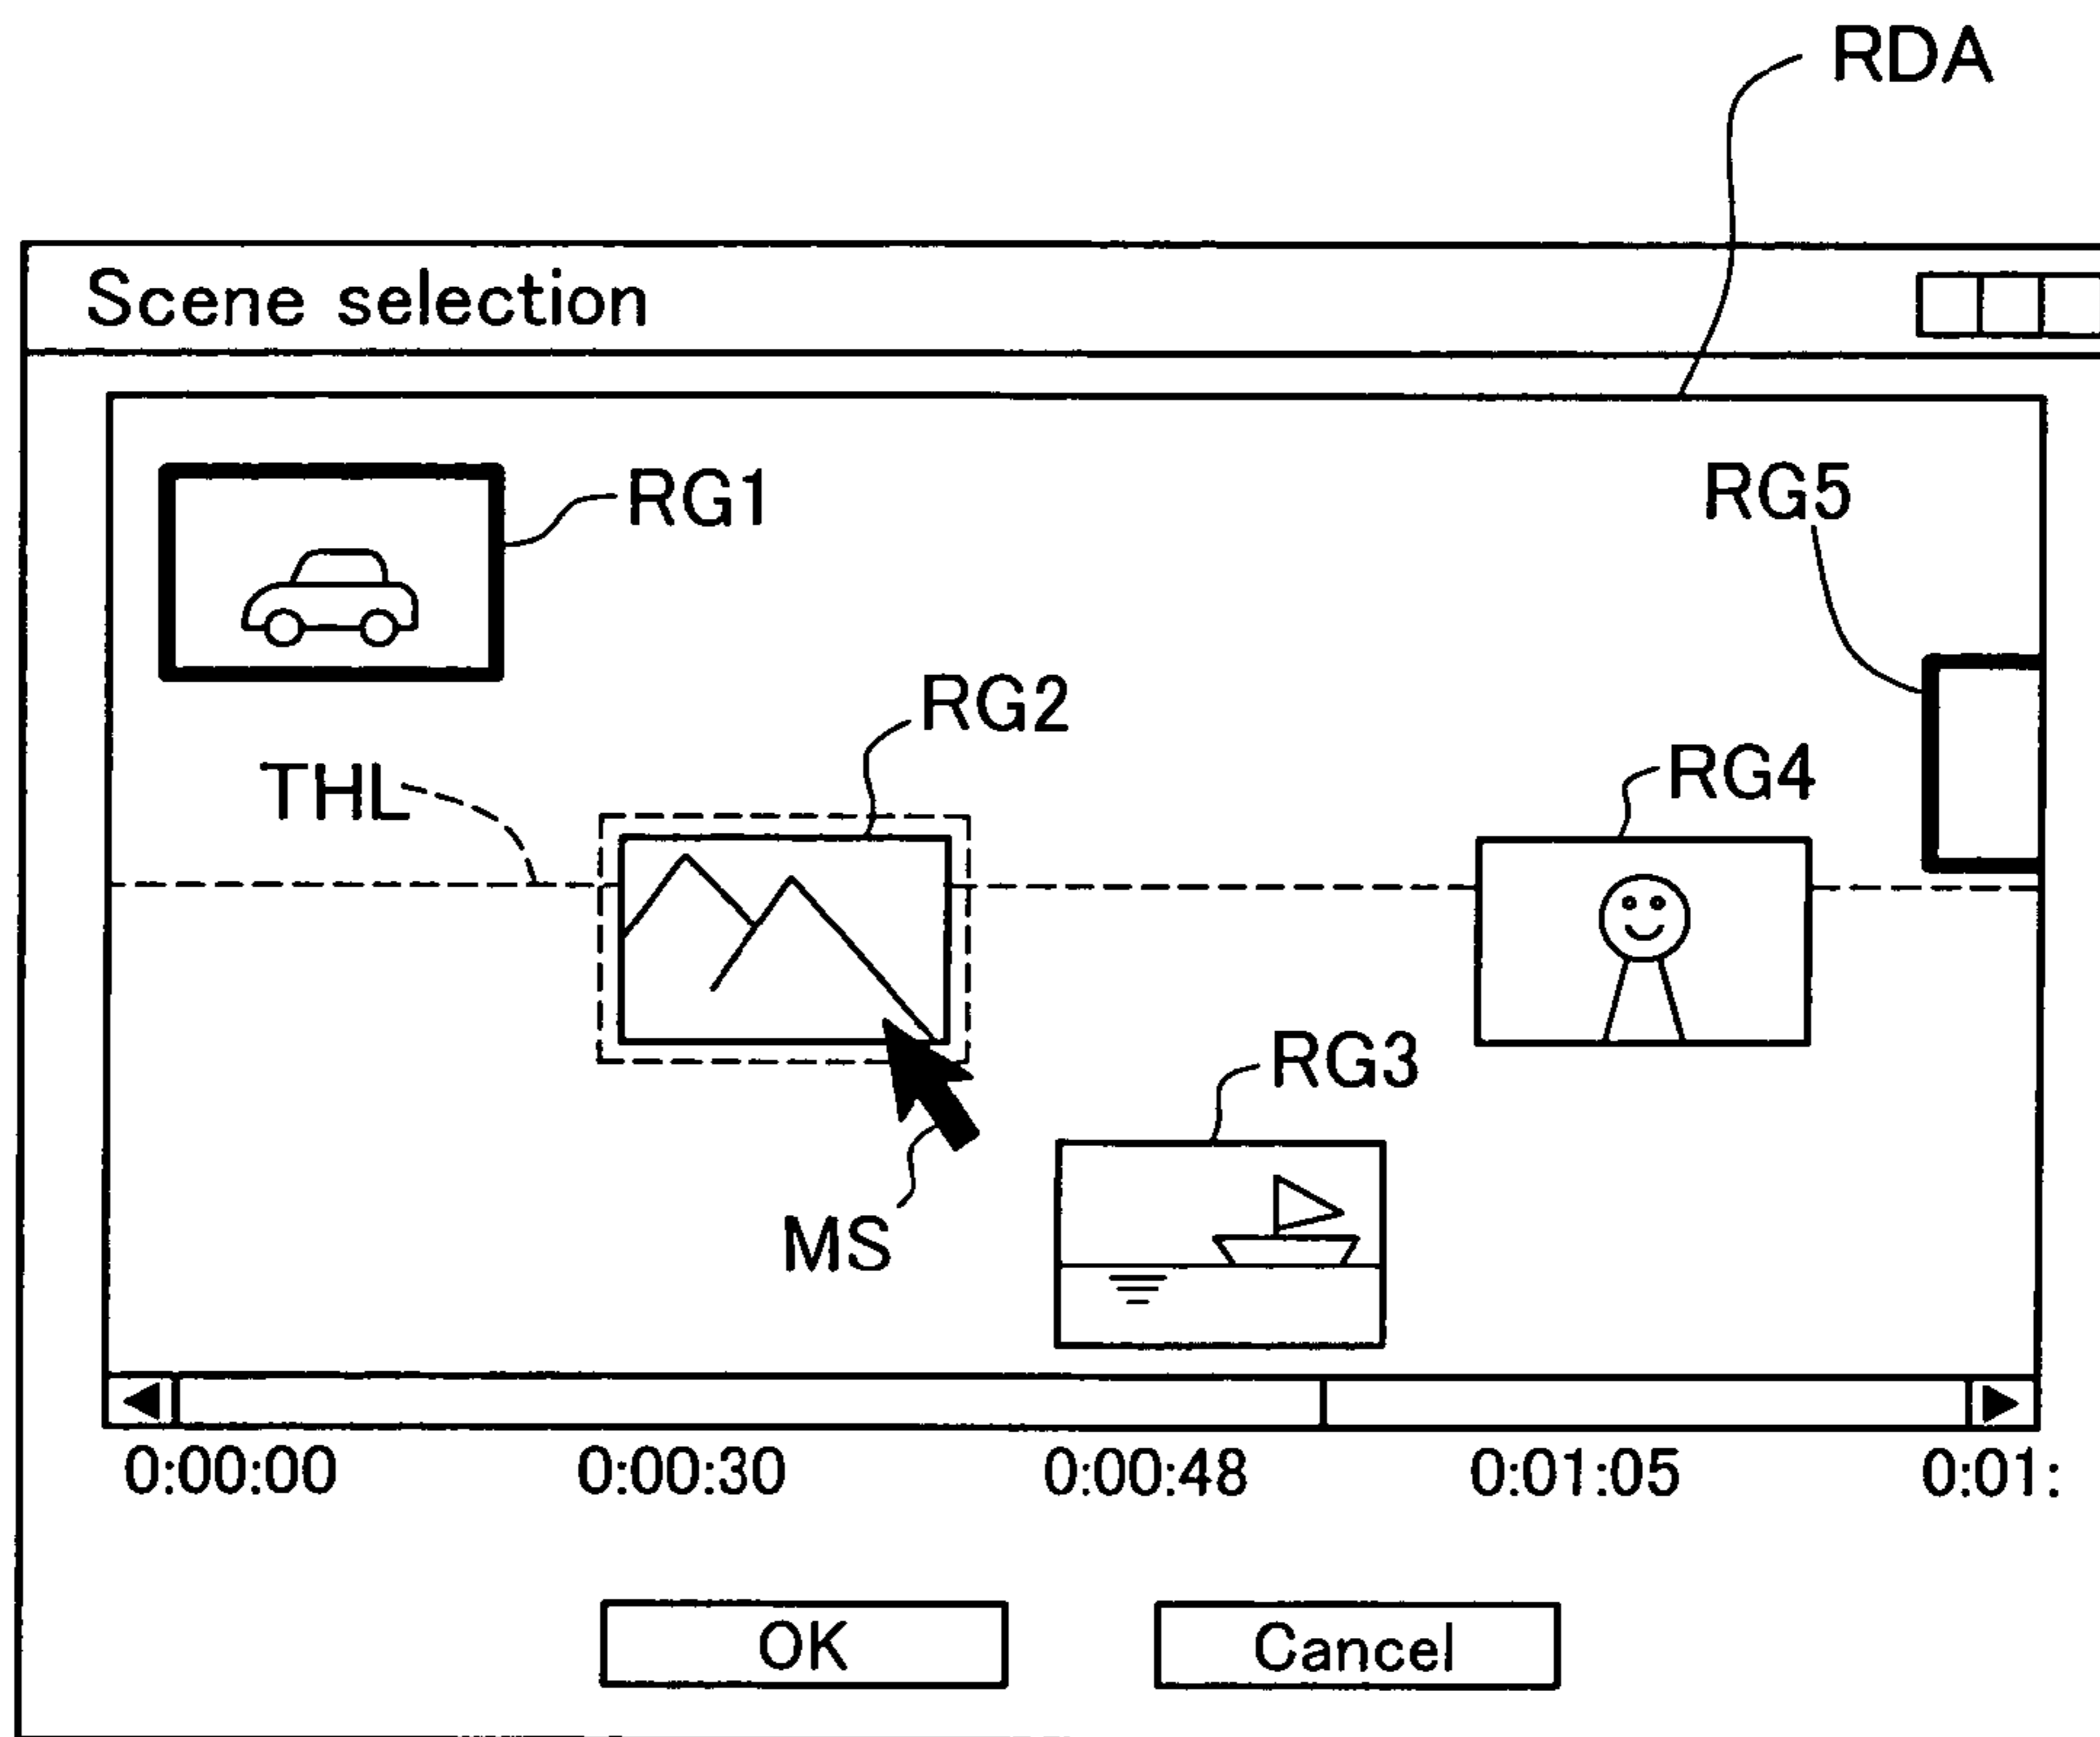 RDA
Scene selection
RG1
RG5
RG2
THL
RG4
RG3
MS
0:00:00 0:00:30 0:00:48 0:01:05 0:01:
OK Cancel